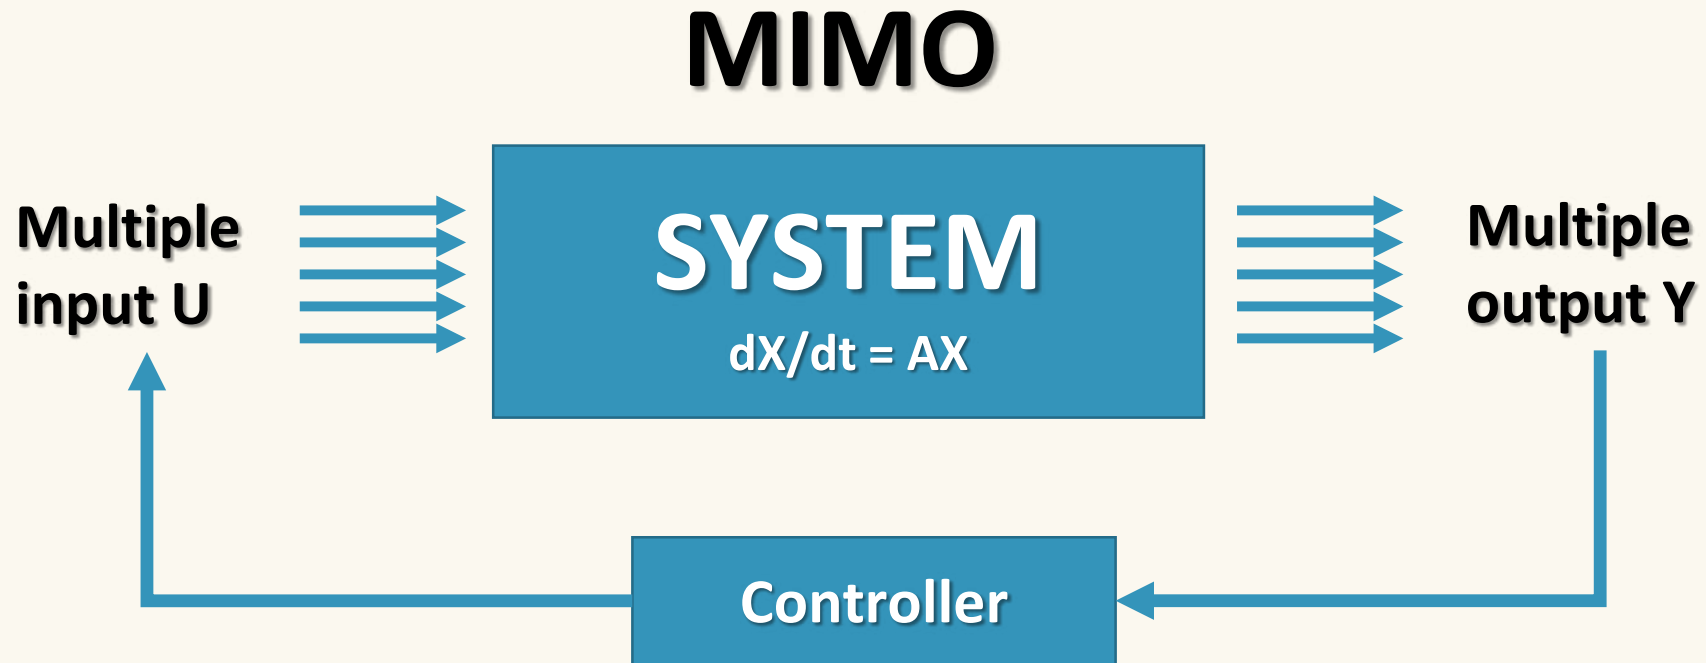 MIMO
Multiple
input U
SYSTEM
dX/dt = AX
Multiple
output Y
Controller